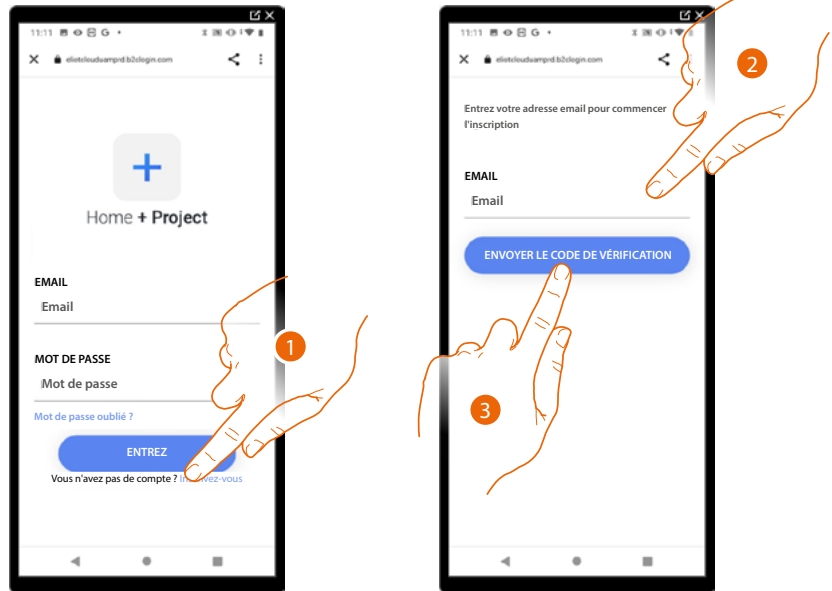 11:11
eliotclouduamprd.b2clogin.com
Home + Project
EMAIL
Email
MOT DE PASSE
Mot de passe
Mot de passe oublié ?
ENTREZ
Vous n'avez pas de compte ?
1
11:11
eliotclouduamprd.b2clogin.com
Entrez votre adresse email pour commencer
l'inscription
EMAIL
Email
ENVOYER LE CODE DE VÉRIFICATION
2
3